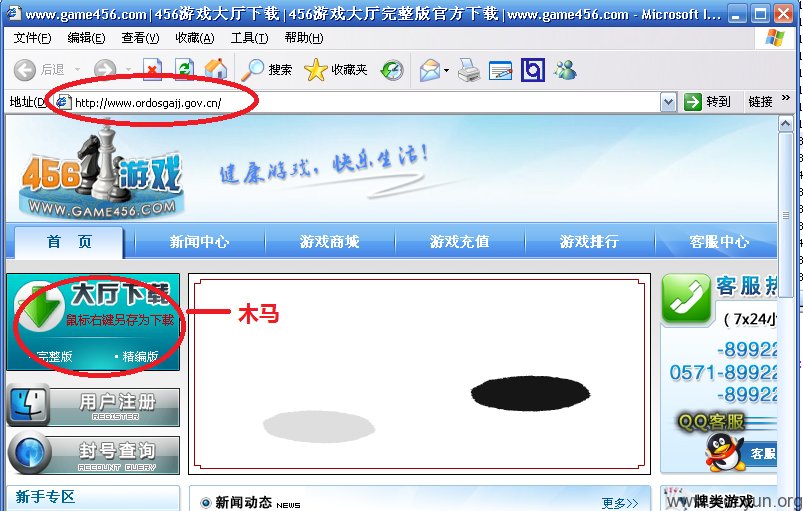 www.game456.com - |456游戏大厅下载|456游戏大厅完整版官方下载|www.game456.com - Microsoft I...
文件(F) 编辑(E) 查看(V) 收藏(A) 工具(T) 帮助(H)
后退 搜索 收藏夹
地址(D) http://www.ordosgajj.gov.cn/ 转到 链接 »
456游戏
WWW.GAME456.COM
健康游戏，快乐生活！
首 页 新闻中心 游戏商城 游戏充值 游戏排行 客服中心
大厅下载
鼠标右键另存为下载
完整版 • 精编版
木马
客服热
( 7x24小
-89922
0571-89922
-89922
QQ客服
客服
用户注册
REGISTER
封号查询
ACCOUNT QUERY
新手专区
新闻动态 NEWS 更多>>
牌类游戏